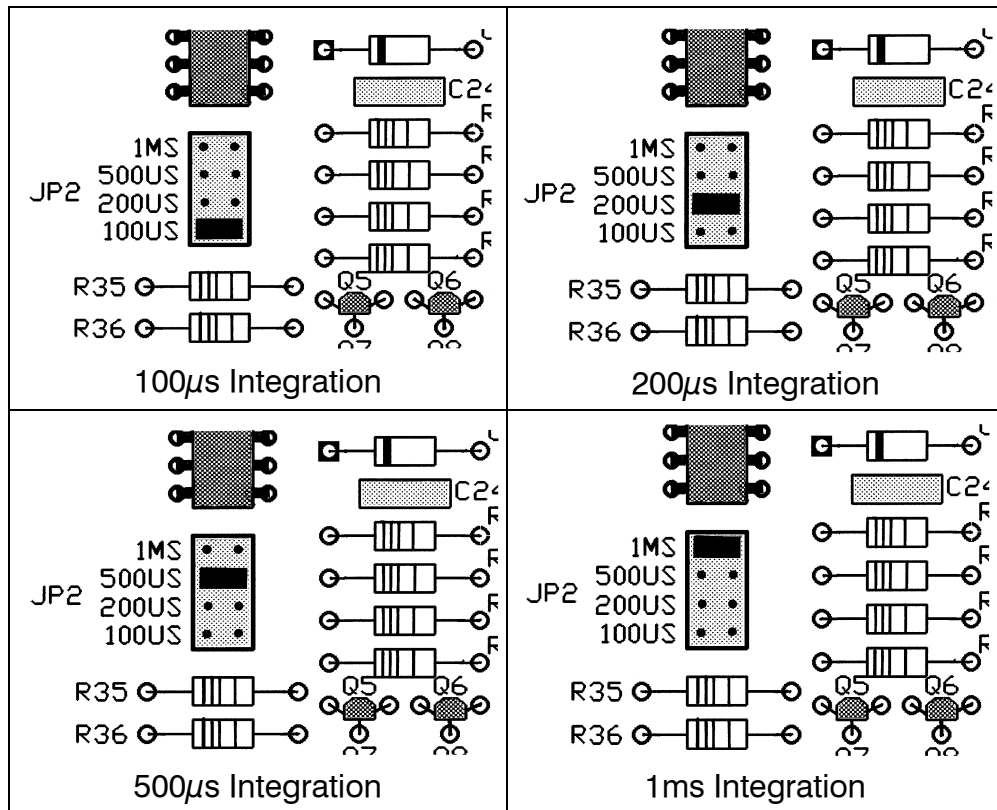 C24
1MS
500US
JP2
200US
100US
R35
Q5
Q6
R36
100µs Integration
C24
1MS
500US
JP2
200US
100US
R35
Q5
Q6
R36
200µs Integration
C24
1MS
500US
JP2
200US
100US
R35
Q5
Q6
R36
500µs Integration
C24
1MS
500US
JP2
200US
100US
R35
Q5
Q6
R36
1ms Integration